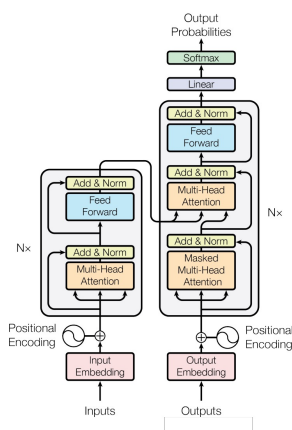 Output
Probabilities
Softmax
Linear
Add & Norm
Feed
Forward
Add & Norm
Multi-Head
Attention
Add & Norm
Masked
Multi-Head
Attention
N×
Positional
Encoding
Output
Embedding
Outputs
Add & Norm
Feed
Forward
N×
Add & Norm
Multi-Head
Attention
Positional
Encoding
Input
Embedding
Inputs